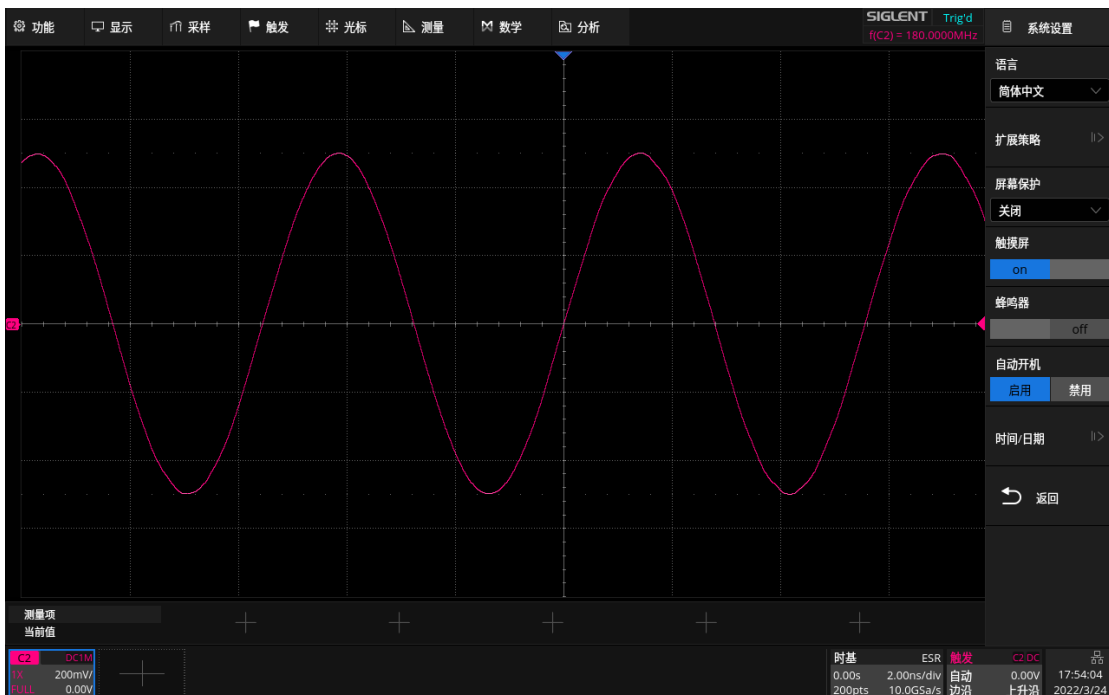 功能 显示 采样 触发 光标 测量 数学 分析
SIGLENT Trig'd
f(C2) = 180.0000MHz
系统设置
语言
简体中文
扩展策略
屏幕保护
关闭
触摸屏
on
蜂鸣器
off
自动开机
启用 禁用
时间/日期
返回
C2
测量项
当前值
C2 DC1M
1X 200mV/
FULL 0.00V
时基 ESR
0.00s 2.00ns/div
200pts 10.0GSa/s
触发 C2 DC
自动 0.00V
边沿 上升沿
17:54:04
2022/3/24